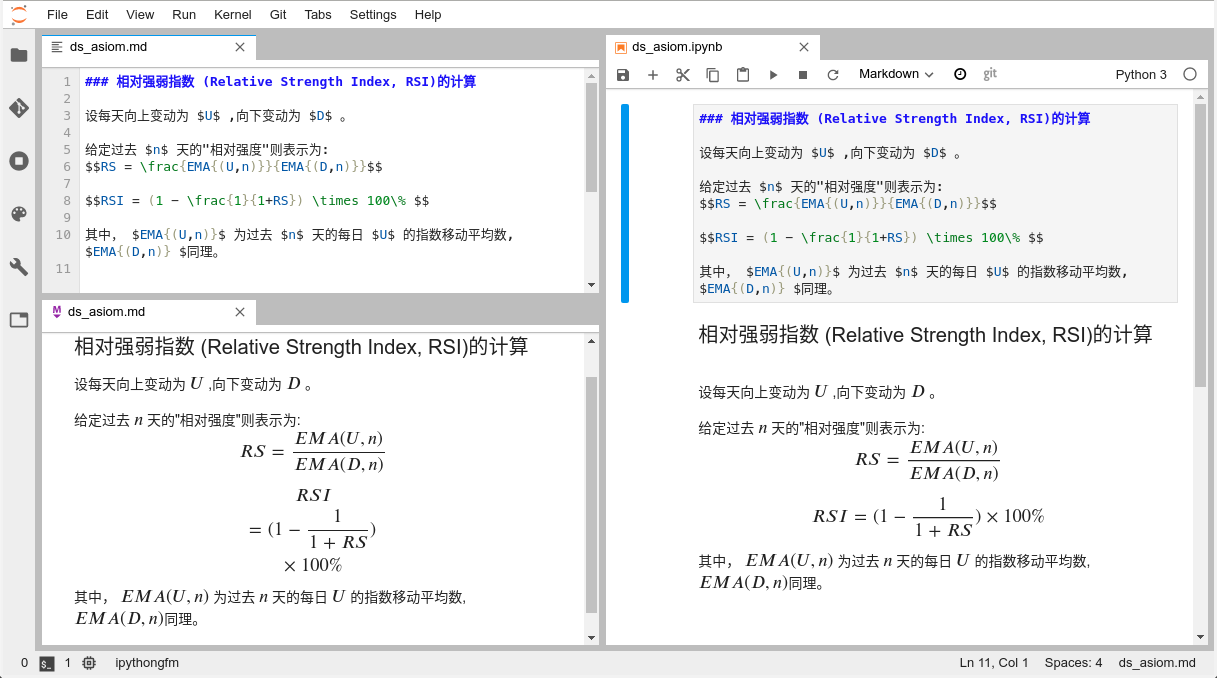 File Edit View Run Kernel Git Tabs Settings Help
ds_asiom.md
1 ### 相对强弱指数 (Relative Strength Index, RSI)的计算
2
3 设每天向上变动为 $U$ ,向下变动为 $D$ 。
4
5 给定过去 $n$ 天的"相对强度"则表示为:
6 $$RS = \frac{EMA{(U,n)}}{EMA{(D,n)}}$$
7
8 $$RSI = (1 - \frac{1}{1+RS}) \times 100\% $$
9
10 其中, $EMA{(U,n)}$ 为过去 $n$ 天的每日 $U$ 的指数移动平均数,
$EMA{(D,n)} $同理。
11
ds_asiom.md
相对强弱指数 (Relative Strength Index, RSI)的计算
设每天向上变动为 U ,向下变动为 D 。
给定过去 n 天的"相对强度"则表示为:
RS = EMA(U, n) / EMA(D, n)
RSI
= (1 − 1 / 1 + RS)
× 100%
其中, EMA(U, n) 为过去 n 天的每日 U 的指数移动平均数,
EMA(D, n)同理。
ds_asiom.ipynb
Markdown git Python 3
### 相对强弱指数 (Relative Strength Index, RSI)的计算
设每天向上变动为 $U$ ,向下变动为 $D$ 。
给定过去 $n$ 天的"相对强度"则表示为:
$$RS = \frac{EMA{(U,n)}}{EMA{(D,n)}}$$
$$RSI = (1 - \frac{1}{1+RS}) \times 100\% $$
其中, $EMA{(U,n)}$ 为过去 $n$ 天的每日 $U$ 的指数移动平均数,
$EMA{(D,n)} $同理。
相对强弱指数 (Relative Strength Index, RSI)的计算
设每天向上变动为 U ,向下变动为 D 。
给定过去 n 天的"相对强度"则表示为:
RS = EMA(U, n) / EMA(D, n)
RSI = (1 − 1 / 1 + RS) × 100%
其中, EMA(U, n) 为过去 n 天的每日 U 的指数移动平均数,
EMA(D, n)同理。
0 $_ 1 ipythongfm Ln 11, Col 1 Spaces: 4 ds_asiom.md